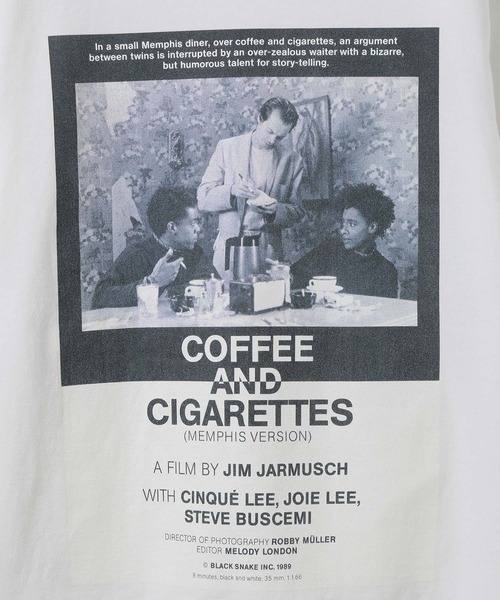 In a small Memphis diner, over coffee and cigarettes, an argument
between twins is interrupted by an over-zealous waiter with a bizarre,
but humorous talent for story-telling.
COFFEE
AND
CIGARETTES
(MEMPHIS VERSION)
A FILM BY JIM JARMUSCH
WITH CINQUÉ LEE, JOIE LEE,
STEVE BUSCEMI
DIRECTOR OF PHOTOGRAPHY ROBBY MÜLLER
EDITOR MELODY LONDON
© BLACK SNAKE INC. 1989
8 minutes, black and white, 35 mm, 1:1.66